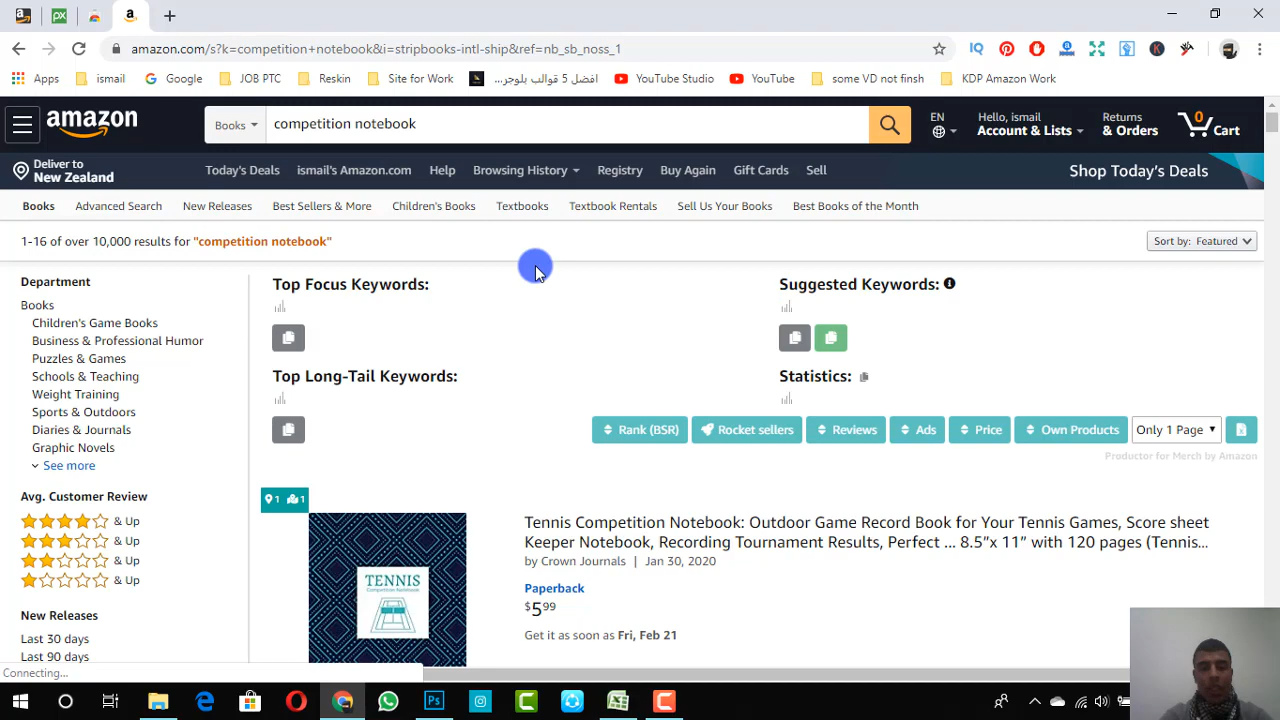 amazon.com/s?k=competition+notebook&i=stripbooks-intl-ship&ref=nb_sb_noss_1
Apps ismail Google JOB PTC Reskin Site for Work افضل 5 قوالب بلوجر... YouTube Studio YouTube some VD not finsh KDP Amazon Work
amazon Books competition notebook EN Hello, ismail Account & Lists Returns & Orders 0 Cart
Deliver to New Zealand Today's Deals ismail's Amazon.com Help Browsing History Registry Buy Again Gift Cards Sell Shop Today's Deals
Books Advanced Search New Releases Best Sellers & More Children's Books Textbooks Textbook Rentals Sell Us Your Books Best Books of the Month
1-16 of over 10,000 results for "competition notebook" Sort by: Featured
Department
Books
Children's Game Books
Business & Professional Humor
Puzzles & Games
Schools & Teaching
Weight Training
Sports & Outdoors
Diaries & Journals
Graphic Novels
See more
Avg. Customer Review
& Up
& Up
& Up
& Up
New Releases
Last 30 days
Last 90 days
Connecting...
Top Focus Keywords:
Suggested Keywords:
Top Long-Tail Keywords:
Statistics:
Rank (BSR) Rocket sellers Reviews Ads Price Own Products Only 1 Page
Productor for Merch by Amazon
1 1
TENNIS
Competition Notebook
Tennis Competition Notebook: Outdoor Game Record Book for Your Tennis Games, Score sheet
Keeper Notebook, Recording Tournament Results, Perfect ... 8.5”x 11” with 120 pages (Tennis...
by Crown Journals | Jan 30, 2020
Paperback
$5 99
Get it as soon as Fri, Feb 21